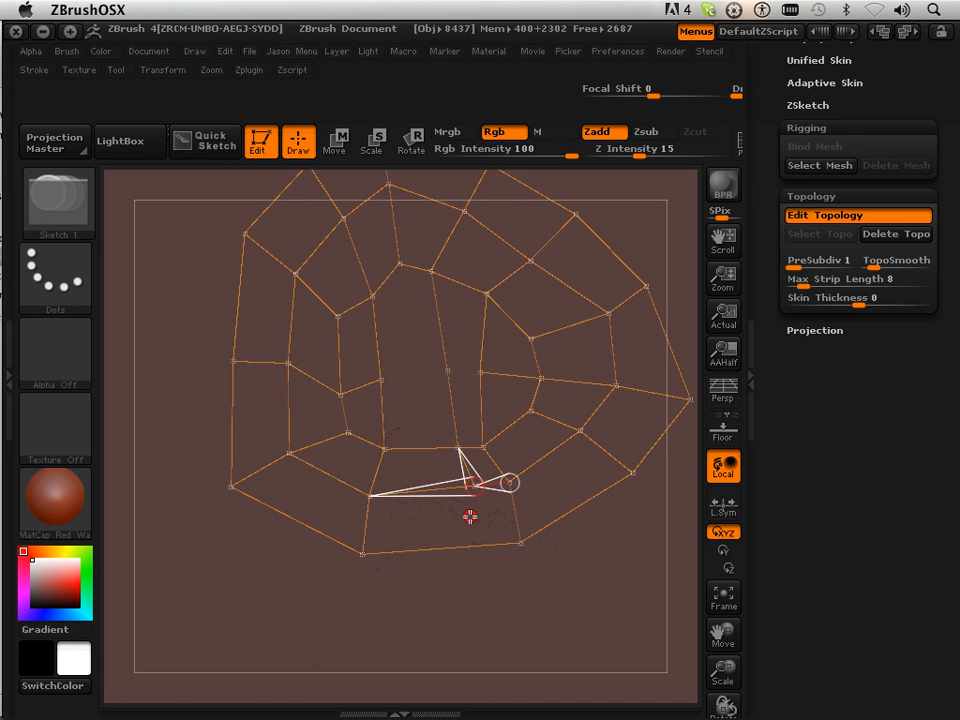 ZBrushOSX
4
ZBrush 4[ZRCM-UMBO-AEGJ-SYDD]
ZBrush Document
[Obj▸8437] Mem▸400+2302 Free▸2687
Menus
DefaultZScript
Alpha Brush Color Document Draw Edit File Jason Menu Layer Light Macro Marker Material Movie Picker Preferences Render Stencil
Stroke Texture Tool Transform Zoom Zplugin Zscript
Focal Shift 0
Projection
Master
LightBox
Quick
Sketch
Edit
Draw
Move
Scale
Rotate
Mrgb Rgb M
Rgb Intensity 100
Zadd Zsub Zcut
Z Intensity 15
Sketch 1
Dots
Alpha Off
Texture Off
MatCap Red Wa
Gradient
SwitchColor
BPR
SPix
Scroll
Zoom
Actual
AAHalf
Persp
Floor
Local
L.Sym
XYZ
Frame
Move
Scale
Unified Skin
Adaptive Skin
ZSketch
Rigging
Bind Mesh
Select Mesh Delete Mesh
Topology
Edit Topology
Select Topo Delete Topo
PreSubdiv 1 TopoSmooth
Max Strip Length 8
Skin Thickness 0
Projection